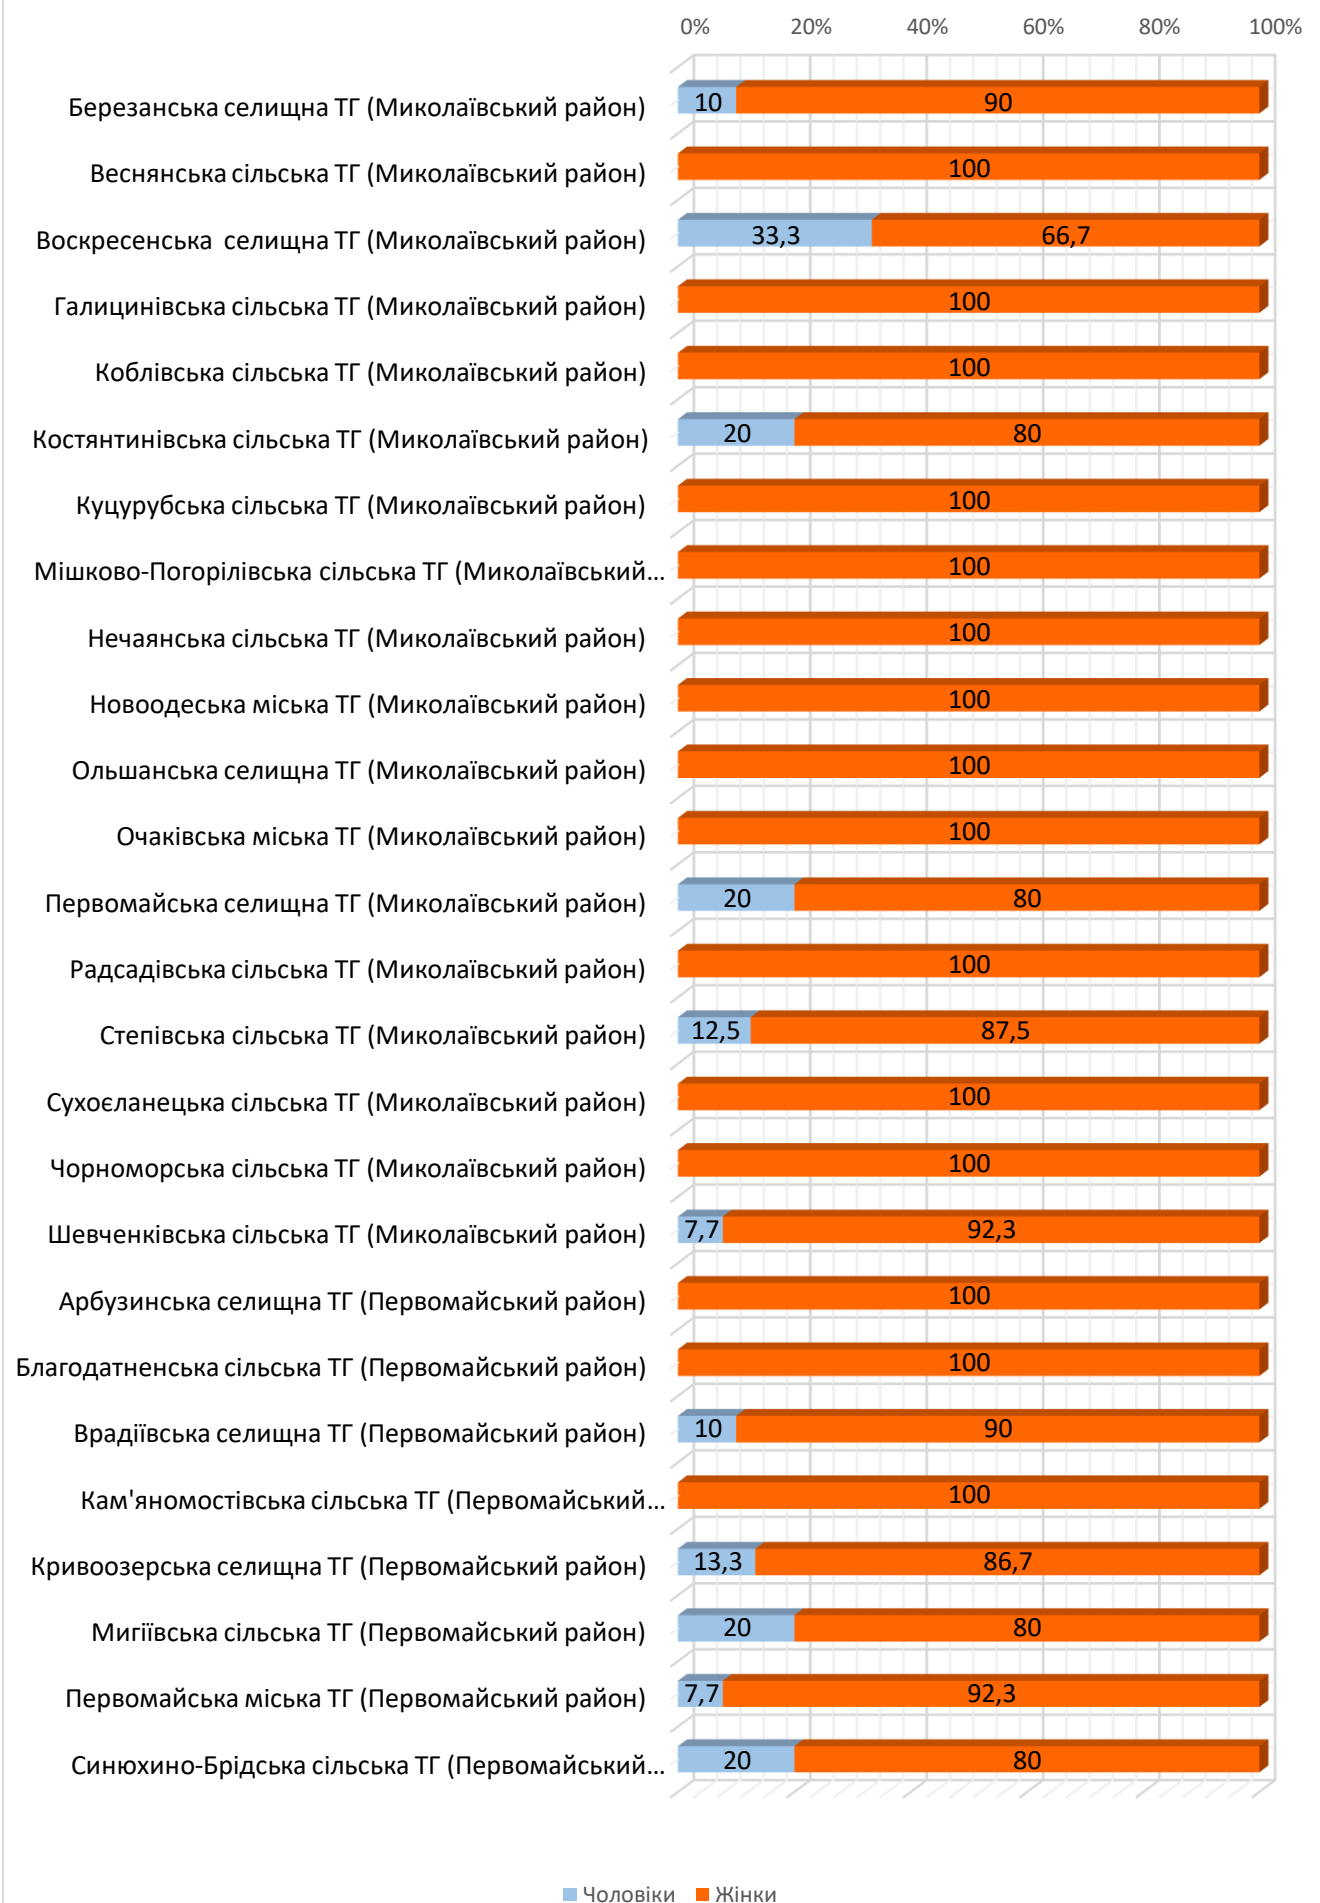 0% 20% 40% 60% 80% 100%
Березанська селищна ТГ (Миколаївський район) 10 90
Веснянська сільська ТГ (Миколаївський район) 100
Воскресенська селищна ТГ (Миколаївський район) 33,3 66,7
Галицинівська сільська ТГ (Миколаївський район) 100
Коблівська сільська ТГ (Миколаївський район) 100
Костянтинівська сільська ТГ (Миколаївський район) 20 80
Куцурубська сільська ТГ (Миколаївський район) 100
Мішково-Погорілівська сільська ТГ (Миколаївський... 100
Нечаянська сільська ТГ (Миколаївський район) 100
Новоодеська міська ТГ (Миколаївський район) 100
Ольшанська селищна ТГ (Миколаївський район) 100
Очаківська міська ТГ (Миколаївський район) 100
Первомайська селищна ТГ (Миколаївський район) 20 80
Радсадівська сільська ТГ (Миколаївський район) 100
Степівська сільська ТГ (Миколаївський район) 12,5 87,5
Сухоєланецька сільська ТГ (Миколаївський район) 100
Чорноморська сільська ТГ (Миколаївський район) 100
Шевченківська сільська ТГ (Миколаївський район) 7,7 92,3
Арбузинська селищна ТГ (Первомайський район) 100
Благодатненська сільська ТГ (Первомайський район) 100
Врадіївська селищна ТГ (Первомайський район) 10 90
Кам'яномостівська сільська ТГ (Первомайський... 100
Кривоозерська селищна ТГ (Первомайський район) 13,3 86,7
Мигіївська сільська ТГ (Первомайський район) 20 80
Первомайська міська ТГ (Первомайський район) 7,7 92,3
Синюхино-Брідська сільська ТГ (Первомайський... 20 80
Чоловіки Жінки